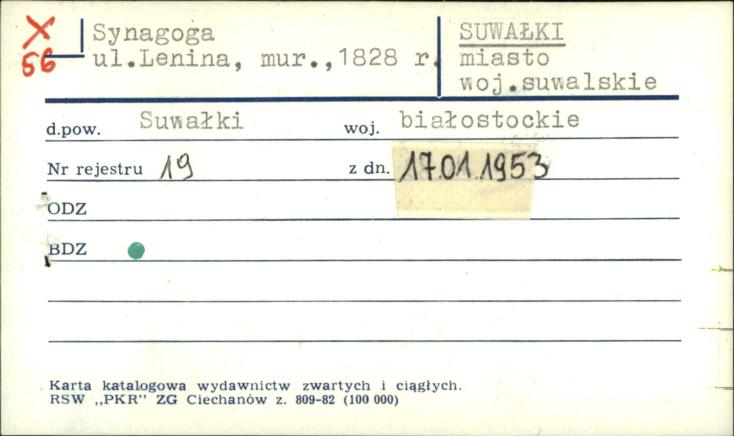 X
56
Synagoga
ul.Lenina, mur.,1828 r.
SUWAŁKI
miasto
woj.suwalskie
d.pow. Suwałki woj. białostockie
Nr rejestru 19 z dn. 17.01.1953
ODZ
BDZ
Karta katalogowa wydawnictw zwartych i ciągłych.
RSW „PKR" ZG Ciechanów z. 809-82 (100 000)